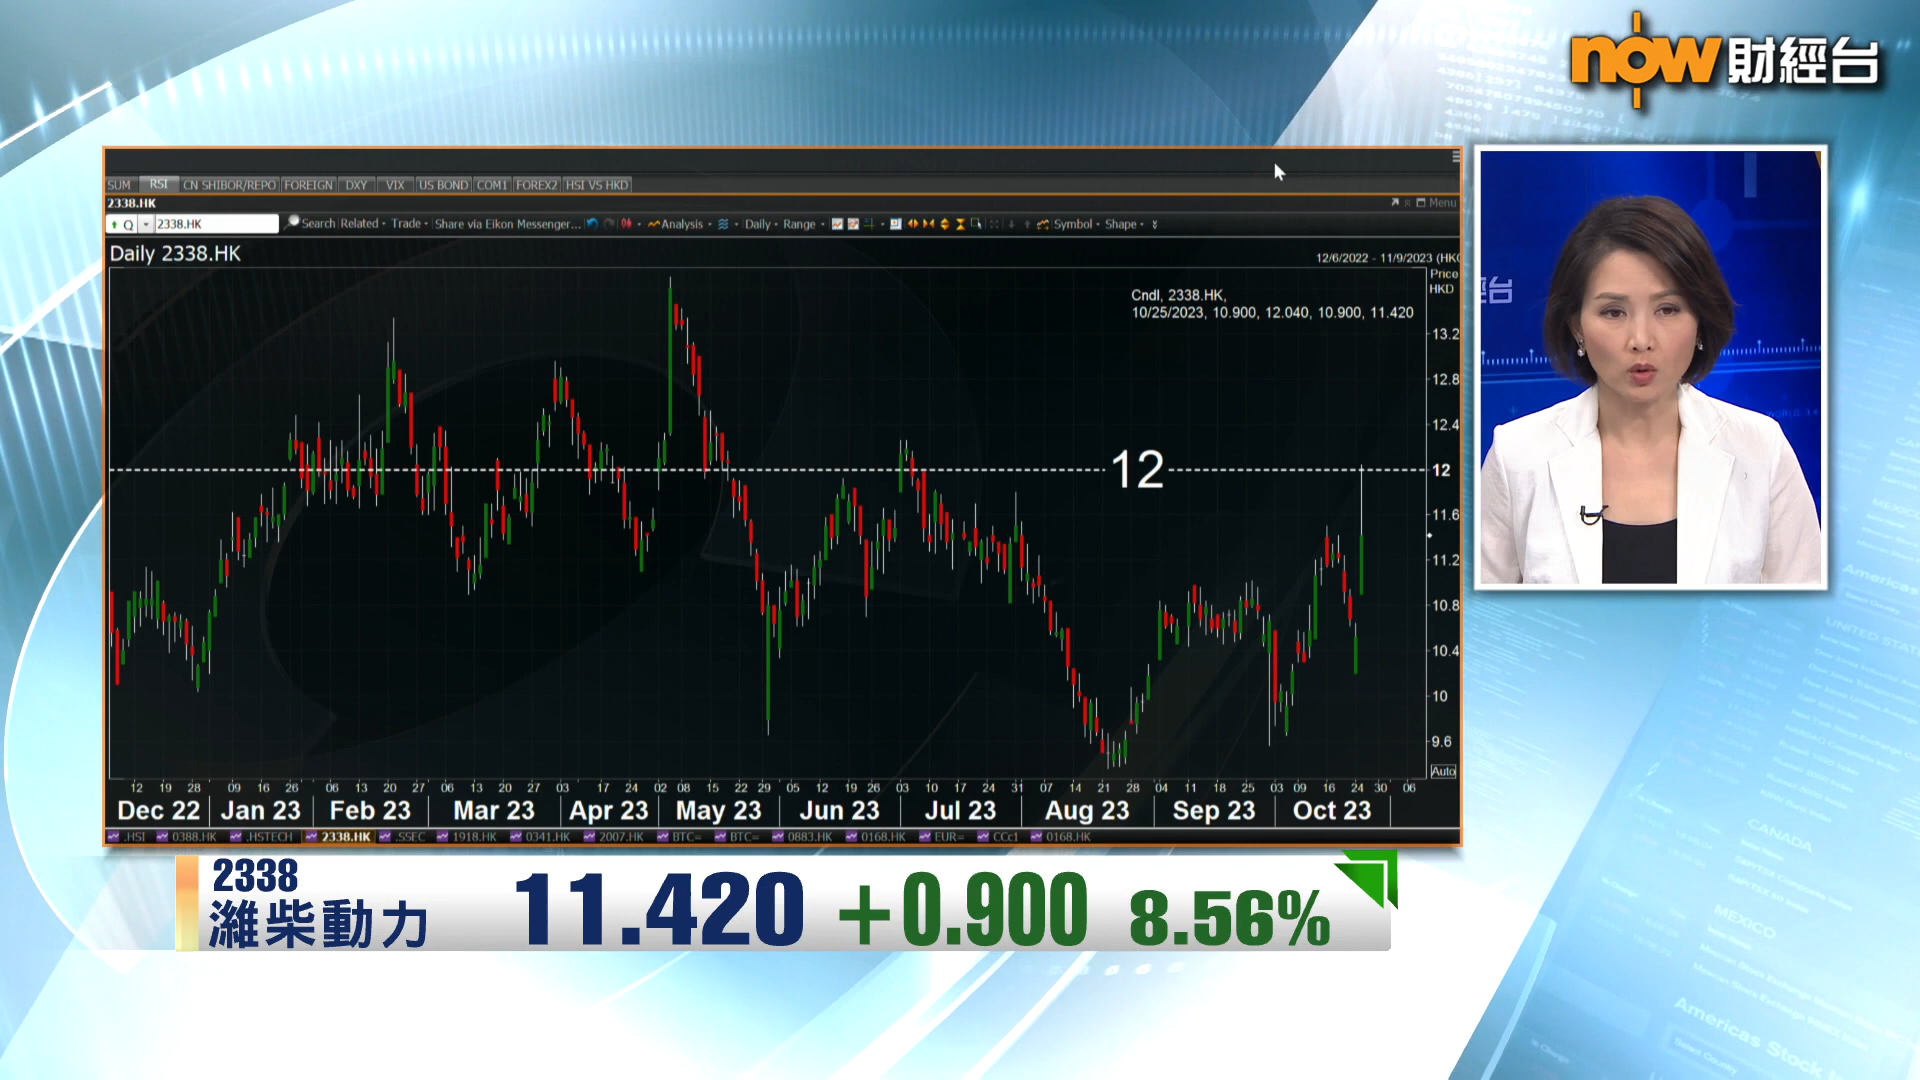 now 財經台
SUM RSI CN SHIBOR/REPO FOREIGN DXY VIX US BOND COM1 FOREX2 HSI VS HKD
2338.HK
Menu
Q 2338.HK Search Related Trade Share via Eikon Messenger... Analysis Daily Range Symbol Shape
Daily 2338.HK
12/6/2022 - 11/9/2023 (HK
Price
HKD
Cndl, 2338.HK,
10/25/2023, 10.900, 12.040, 10.900, 11.420
13.2
12.8
12.4
12
12
11.6
11.2
10.8
10.4
10
9.6
Auto
12 19 28 09 16 26 06 13 20 27 06 13 20 27 03 17 24 02 08 15 22 29 05 12 19 26 03 10 17 24 31 07 14 21 28 04 11 18 25 03 09 16 24 30 06
Dec 22 Jan 23 Feb 23 Mar 23 Apr 23 May 23 Jun 23 Jul 23 Aug 23 Sep 23 Oct 23
.HSI 0388.HK .HSTECH 2338.HK .SSEC 1918.HK 0341.HK 2007.HK BTC= BTC= 0883.HK 0168.HK EUR= CCc1 0168.HK
台
2338
濰柴動力 11.420 +0.900 8.56%
UNITED STATES
CANADA
MEXICO
Americas Stock